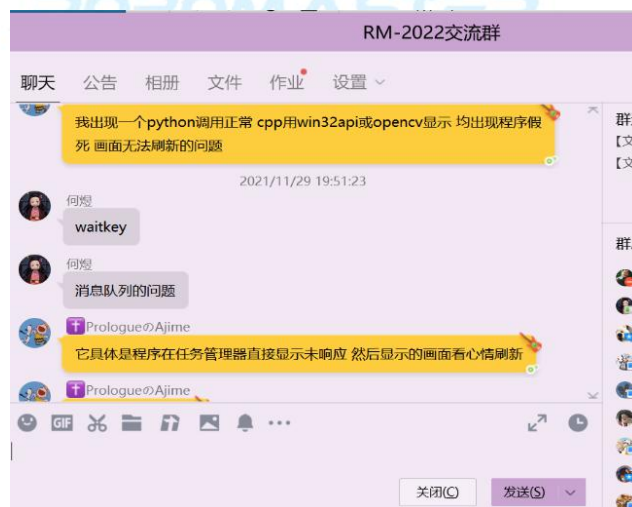 RM-2022交流群
聊天 公告 相册 文件 作业 设置
我出现一个python调用正常 cpp用win32api或opencv显示 均出现程序假
死 画面无法刷新的问题
2021/11/29 19:51:23
何煜
waitkey
何煜
消息队列的问题
PrologueのAjime
它具体是程序在任务管理器直接显示未响应 然后显示的画面看心情刷新
PrologueのAjime
GIF
关闭(C) 发送(S)
群
【文
【文
群